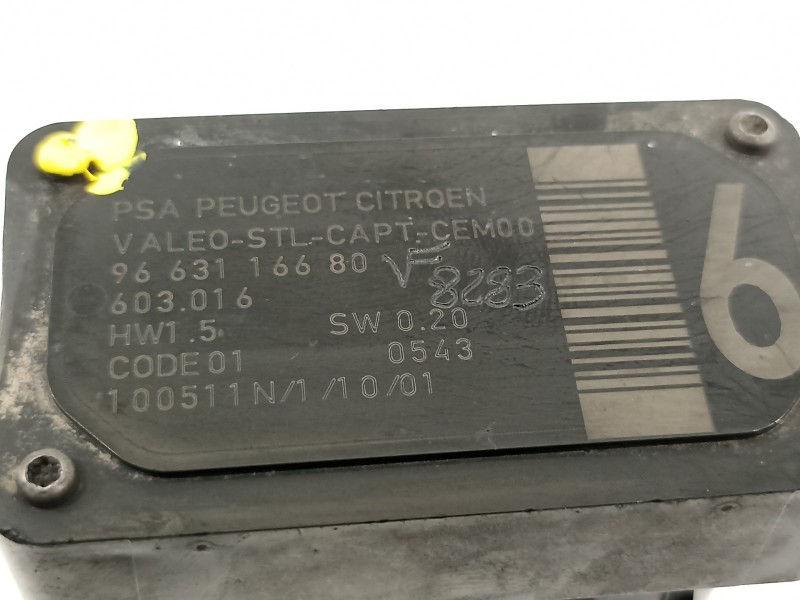 PSA PEUGEOT CITROEN
VALEO-STL-CAPT-CEM00
96 631 166 80
8283
603.016
HW1.5 SW 0.20
CODE 01 0543
100511N/1/10/01
6